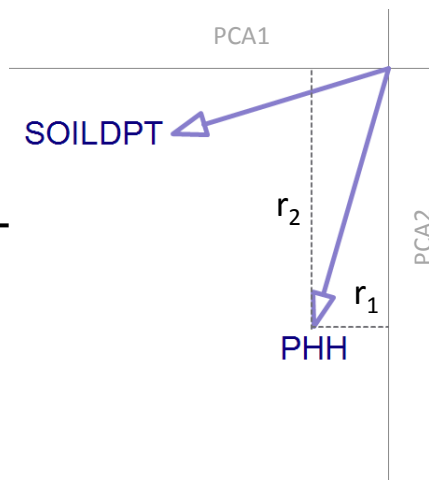 PCA1
SOILDPT
r₂
PCA2
r₁
PHH